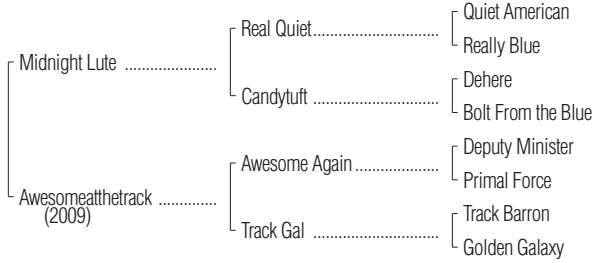 Quiet American
Real Quiet..................................
Really Blue
Midnight Lute ......................
Dehere
Candytuft ..................................
Bolt From the Blue
Deputy Minister
Awesome Again ......................
Primal Force
Awesomeatthetrack ..............
(2009)
Track Barron
Track Gal ..................................
Golden Galaxy